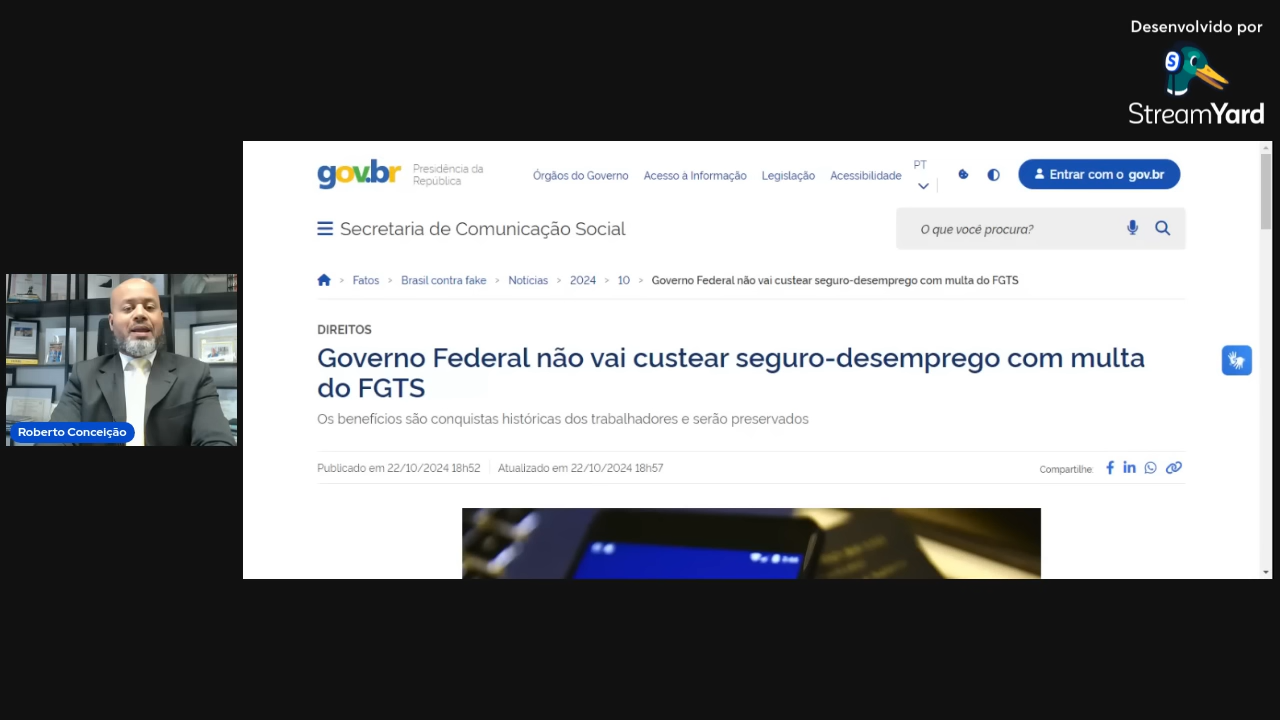 Desenvolvido por
S
StreamYard
gov.br
Presidência da
República
Órgãos do Governo
Acesso à Informação
Legislação
Acessibilidade
PT
Entrar com o gov.br
Secretaria de Comunicação Social
O que você procura?
> Fatos > Brasil contra fake > Notícias > 2024 > 10 > Governo Federal não vai custear seguro-desemprego com multa do FGTS
DIREITOS
Governo Federal não vai custear seguro-desemprego com multa
do FGTS
Os benefícios são conquistas históricas dos trabalhadores e serão preservados
Publicado em 22/10/2024 18h52
Atualizado em 22/10/2024 18h57
Compartilhe:
Roberto Conceição